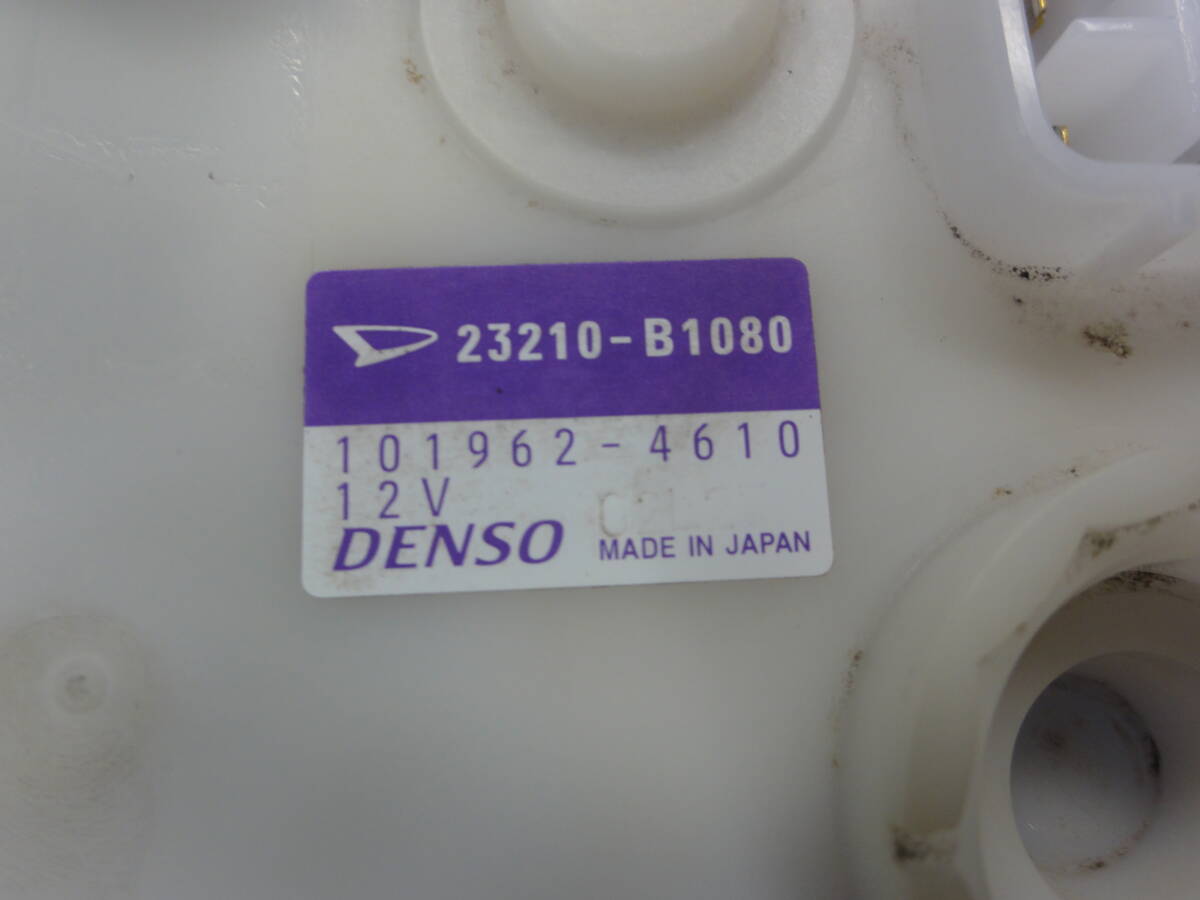 23210-B1080
101962-4610
12V
DENSO MADE IN JAPAN